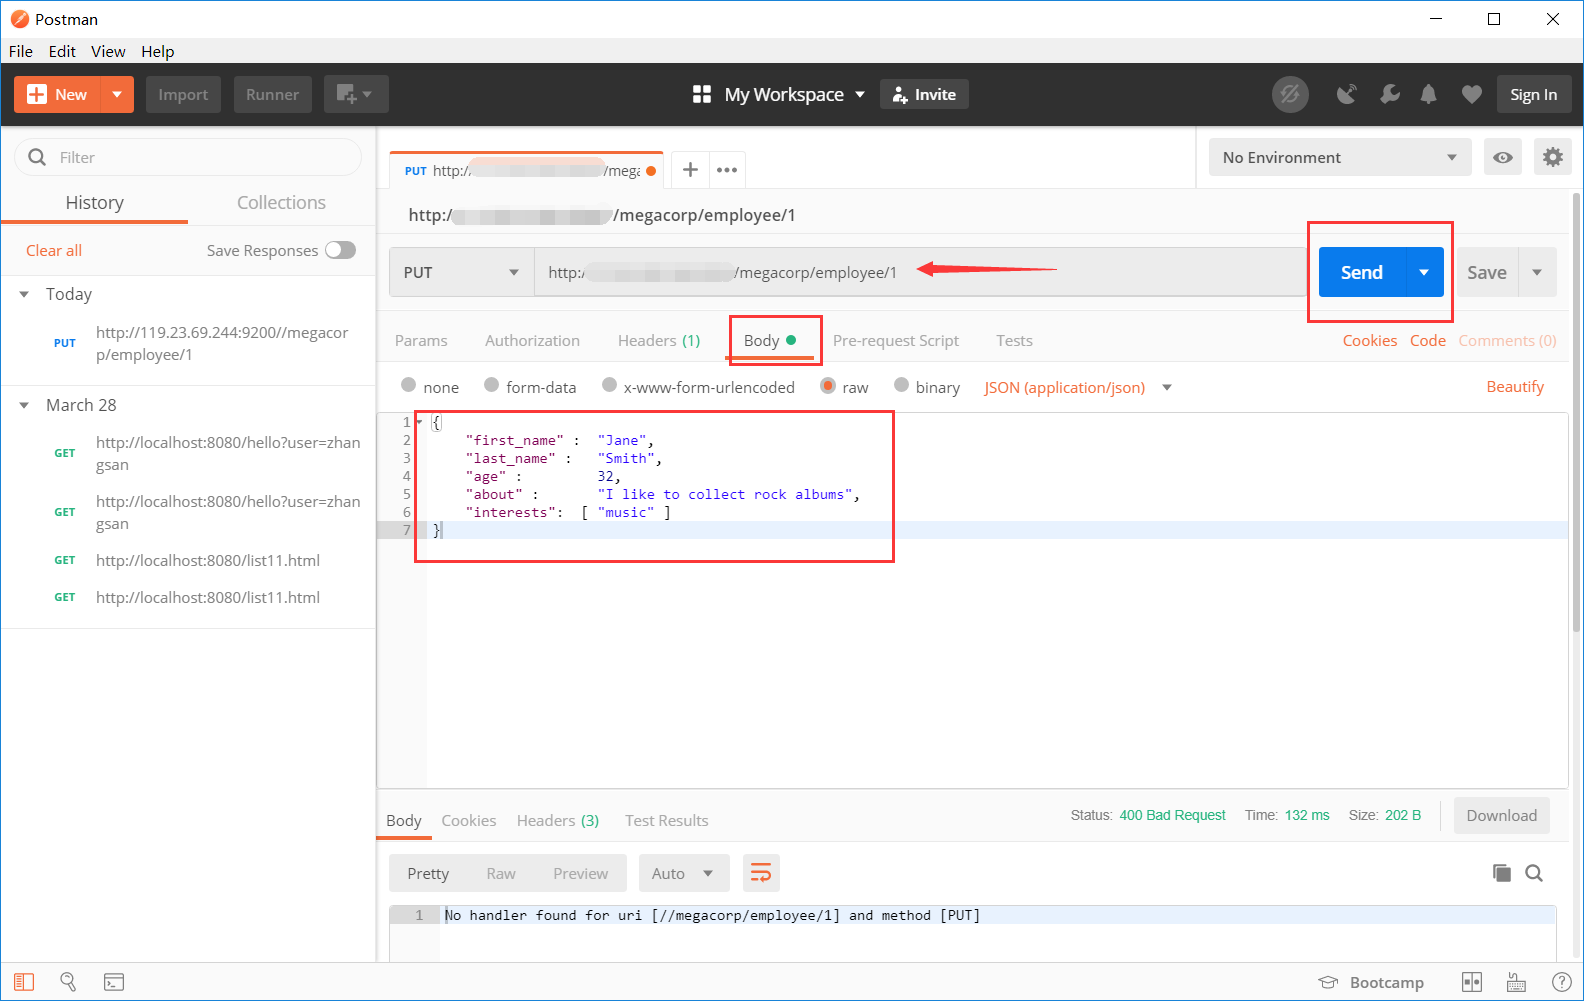 Postman
File Edit View Help
New Import Runner My Workspace Invite Sign In
Filter
History Collections
Clear all Save Responses
Today
PUT http://119.23.69.244:9200//megacor
p/employee/1
March 28
GET http://localhost:8080/hello?user=zhan
gsan
GET http://localhost:8080/hello?user=zhan
gsan
GET http://localhost:8080/list11.html
GET http://localhost:8080/list11.html
PUT http:/ /mega
No Environment
http:/ /megacorp/employee/1
PUT http: /megacorp/employee/1 Send Save
Params Authorization Headers (1) Body Pre-request Script Tests Cookies Code Comments (0)
none form-data x-www-form-urlencoded raw binary JSON (application/json) Beautify
1 {
2 "first_name" : "Jane",
3 "last_name" : "Smith",
4 "age" : 32,
5 "about" : "I like to collect rock albums",
6 "interests": [ "music" ]
7 }
Body Cookies Headers (3) Test Results Status: 400 Bad Request Time: 132 ms Size: 202 B Download
Pretty Raw Preview Auto
1 No handler found for uri [//megacorp/employee/1] and method [PUT]
Bootcamp